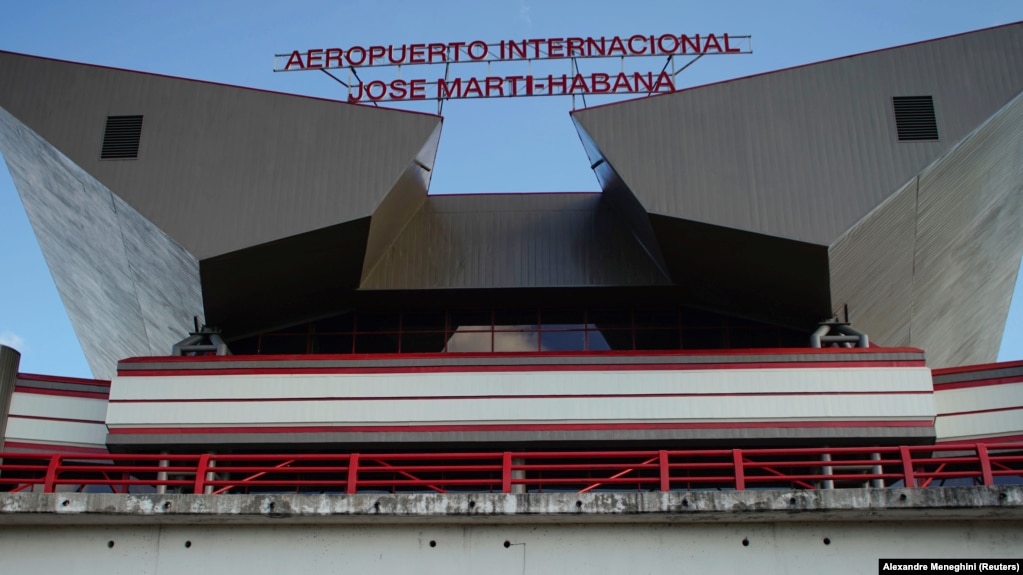 AEROPUERTO INTERNACIONAL
JOSE MARTI-HABANA
Alexandre Meneghini (Reuters)